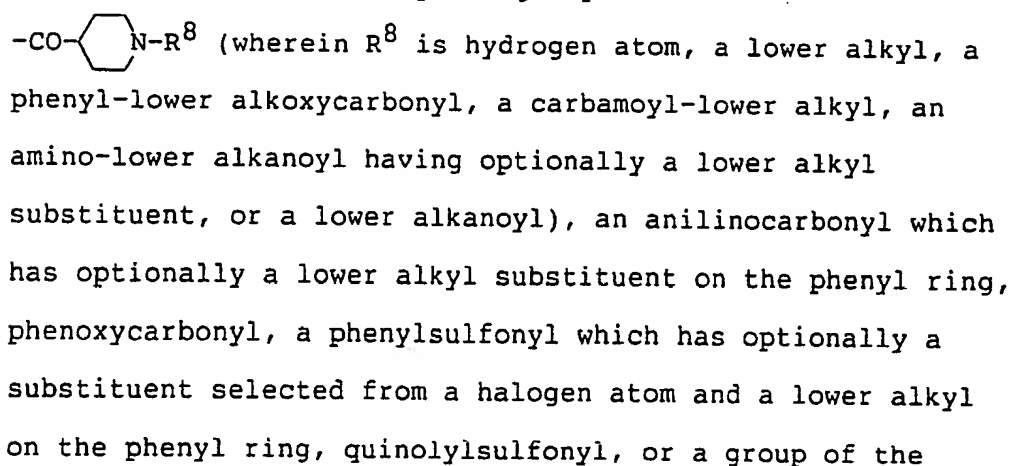 -CO- N-R8 (wherein R8 is hydrogen atom, a lower alkyl, a
phenyl-lower alkoxycarbonyl, a carbamoyl-lower alkyl, an
amino-lower alkanoyl having optionally a lower alkyl
substituent, or a lower alkanoyl), an anilinocarbonyl which
has optionally a lower alkyl substituent on the phenyl ring,
phenoxycarbonyl, a phenylsulfonyl which has optionally a
substituent selected from a halogen atom and a lower alkyl
on the phenyl ring, quinolylsulfonyl, or a group of the